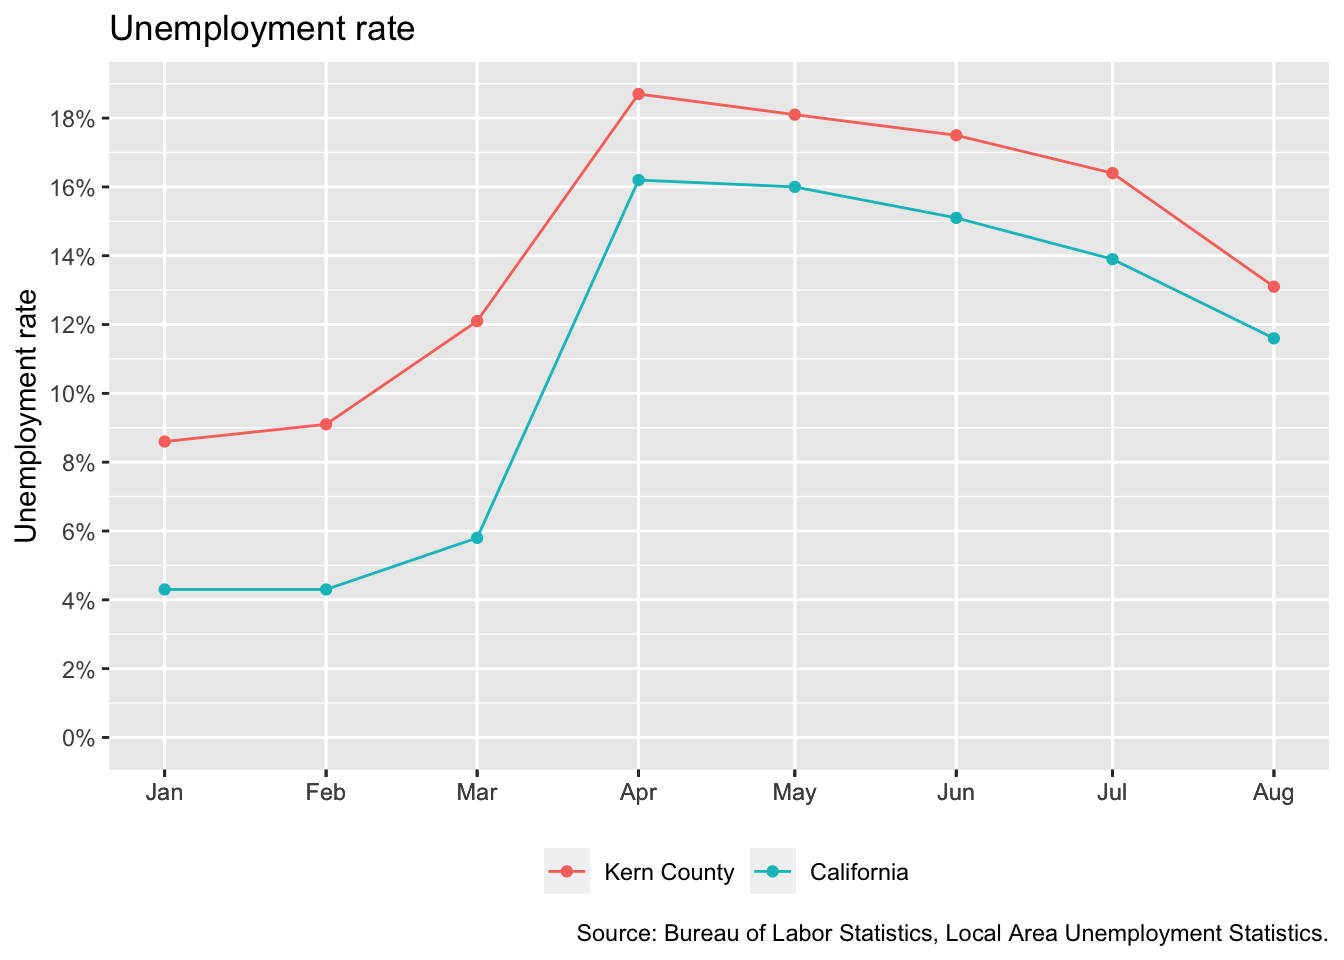 Unemployment rate
Unemployment rate
18%
16%
14%
12%
10%
8%
6%
4%
2%
0%
Jan Feb Mar Apr May Jun Jul Aug
Kern County California
Source: Bureau of Labor Statistics, Local Area Unemployment Statistics.